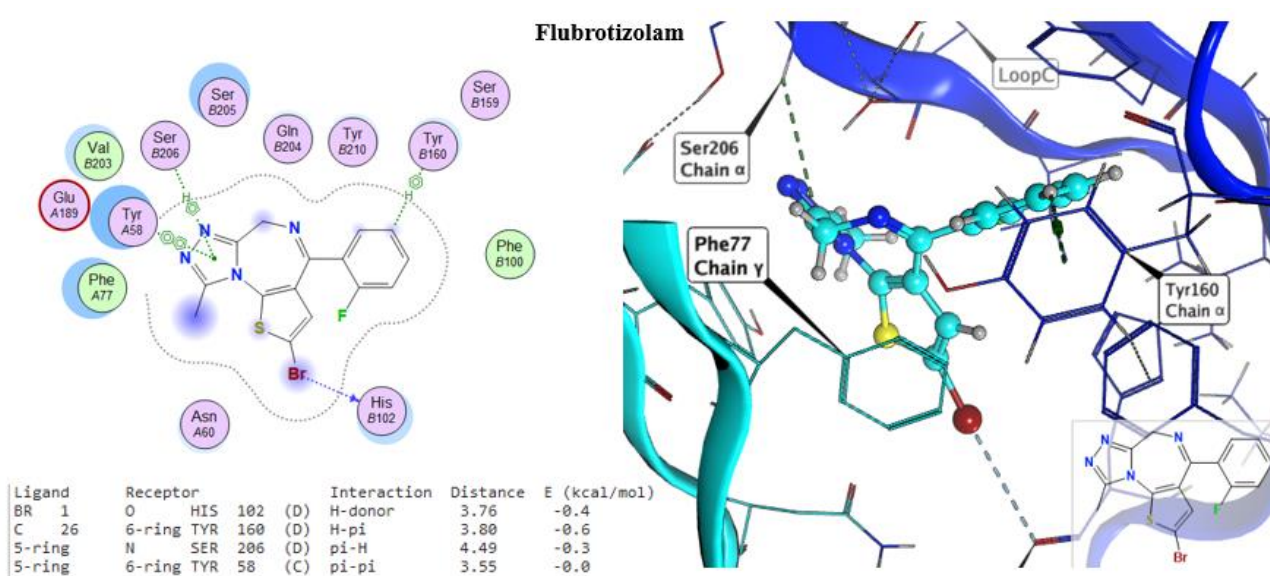 Flubrotizolam
Ser
B205
Ser
B159
Ser
B206
Gln
B204
Tyr
B210
Tyr
B160
Val
B203
Glu
A189
Tyr
A58
Phe
A77
Phe
B100
Asn
A60
His
B102
H
H
N
N
N
N
S
F
Br
LoopC
Ser206
Chain α
Phe77
Chain γ
Tyr160
Chain α
N
N
N
N
S
F
Br
Ligand Receptor Interaction Distance E (kcal/mol)
BR 1 O HIS 102 (D) H-donor 3.76 -0.4
C 26 6-ring TYR 160 (D) H-pi 3.80 -0.6
5-ring N SER 206 (D) pi-H 4.49 -0.3
5-ring 6-ring TYR 58 (C) pi-pi 3.55 -0.0